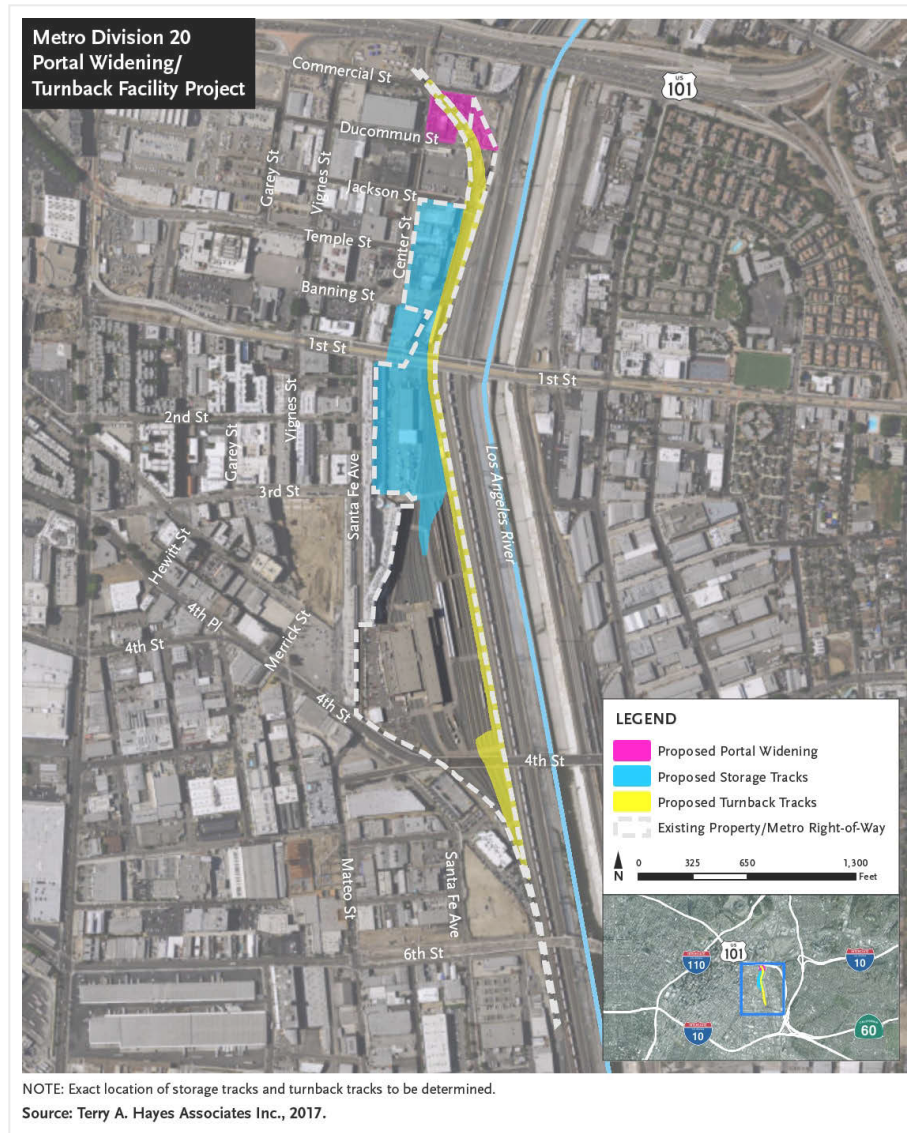 Metro Division 20
Portal Widening/
Turnback Facility Project
Commercial St
US
101
Ducommun St
Garey St
Vignes St
Jackson St
Center St
Temple St
Banning St
1st St
1st St
Vignes St
2nd St
Garey St
3rd St
Santa Fe Ave
Los Angeles River
Hewitt St
4th Pl
Merrick St
4th St
4th St
4th St
Mateo St
Santa Fe Ave
6th St
LEGEND
Proposed Portal Widening
Proposed Storage Tracks
Proposed Turnback Tracks
Existing Property/Metro Right-of-Way
N
0 325 650 1,300
Feet
US
101
110
10
10
CALIFORNIA
60
NOTE: Exact location of storage tracks and turnback tracks to be determined.
Source: Terry A. Hayes Associates Inc., 2017.